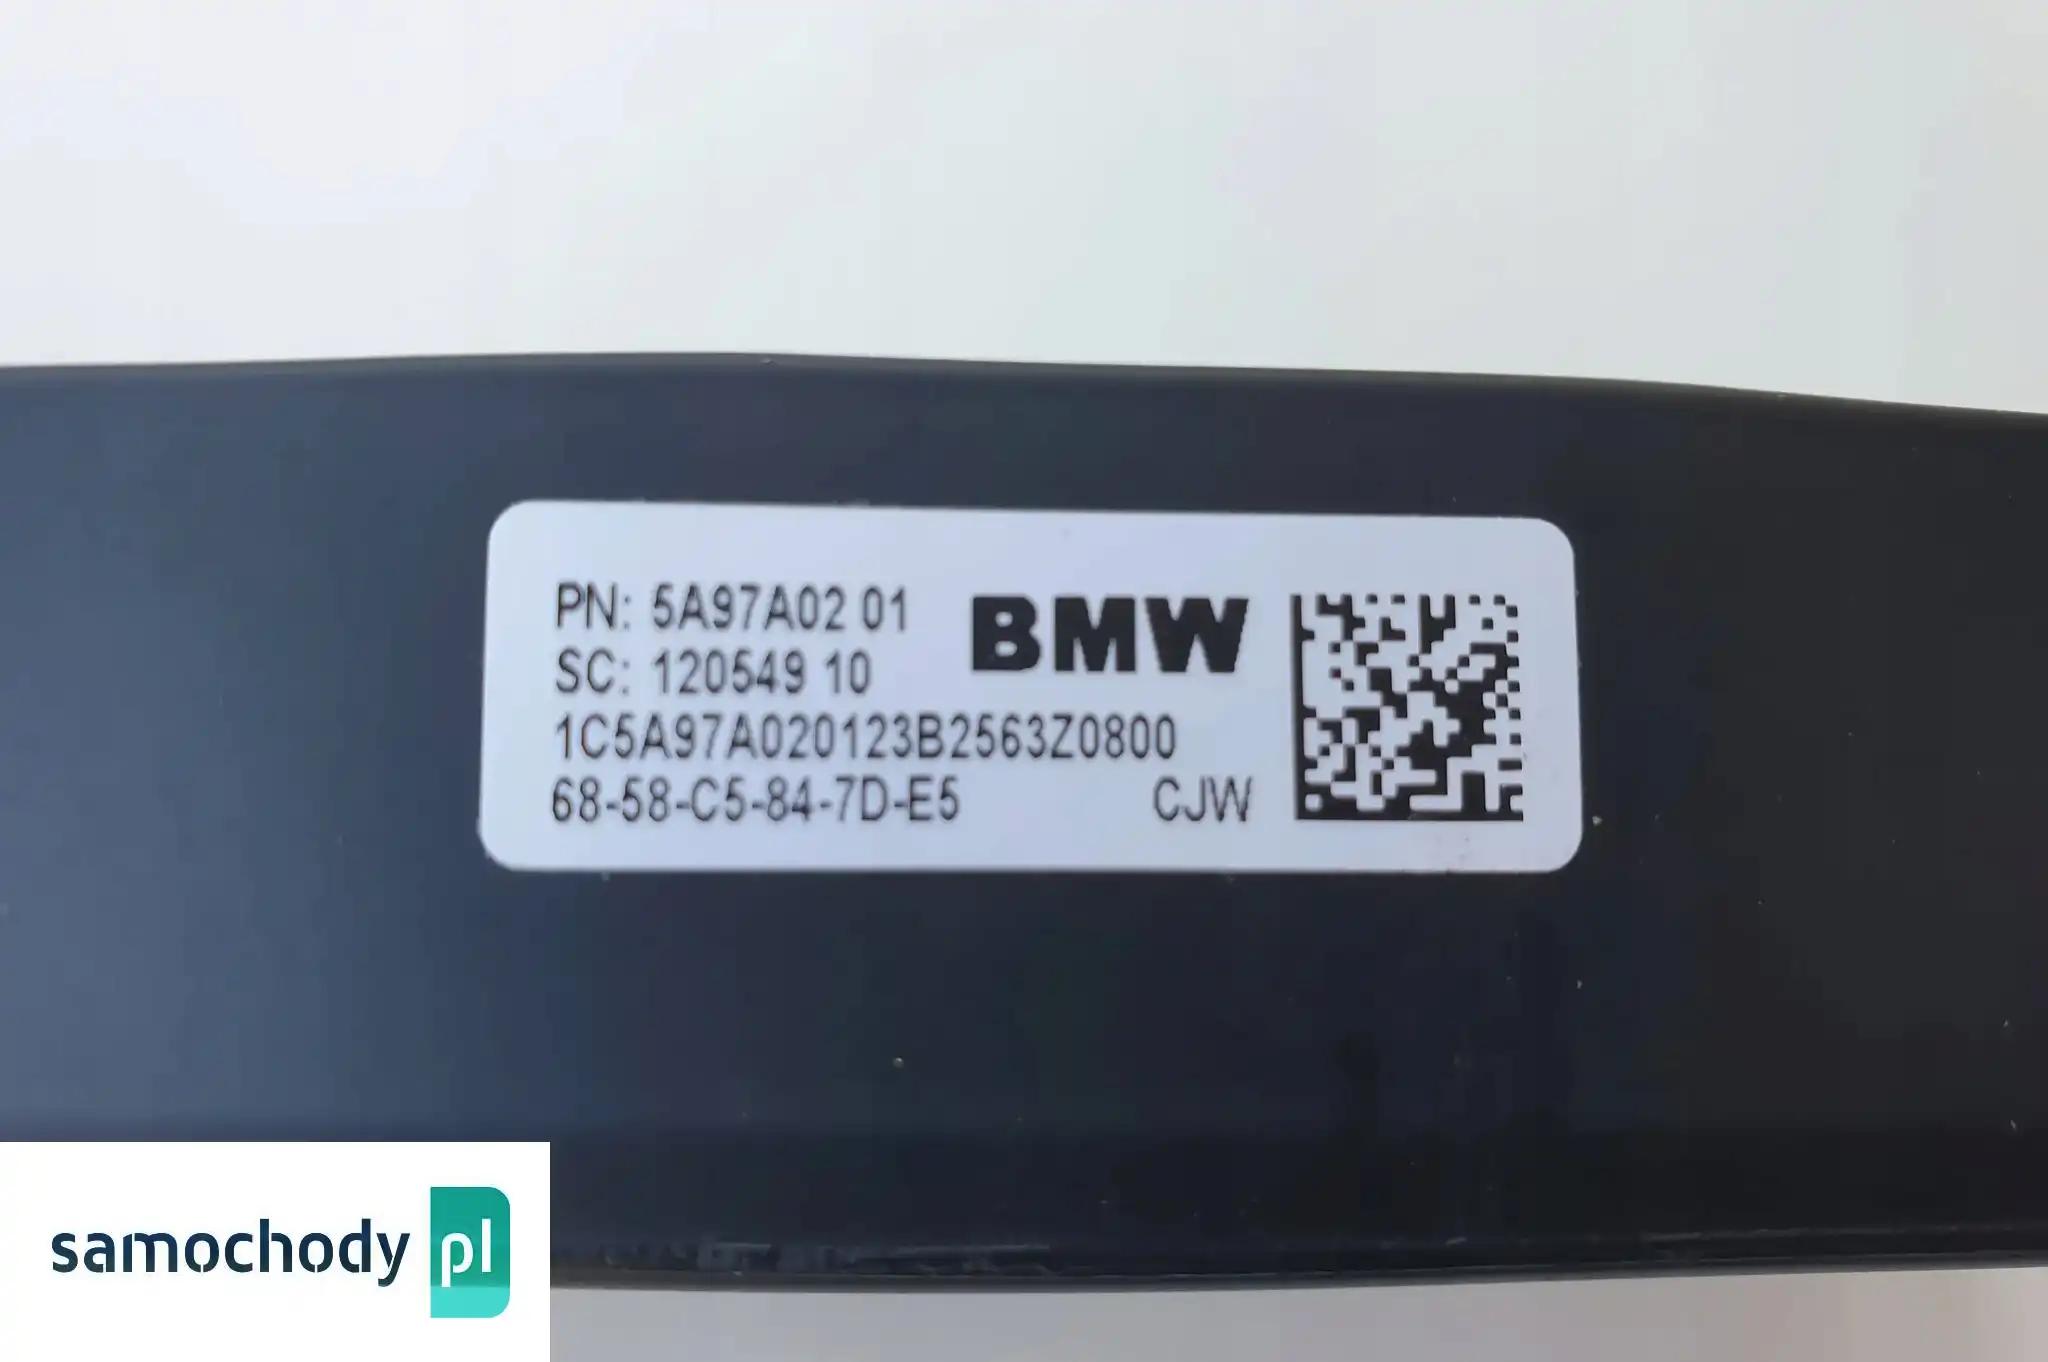 PN: 5A97A02 01
BMW
SC: 120549 10
1C5A97A020123B2563Z0800
68-58-C5-84-7D-E5 CJW
samochody pl